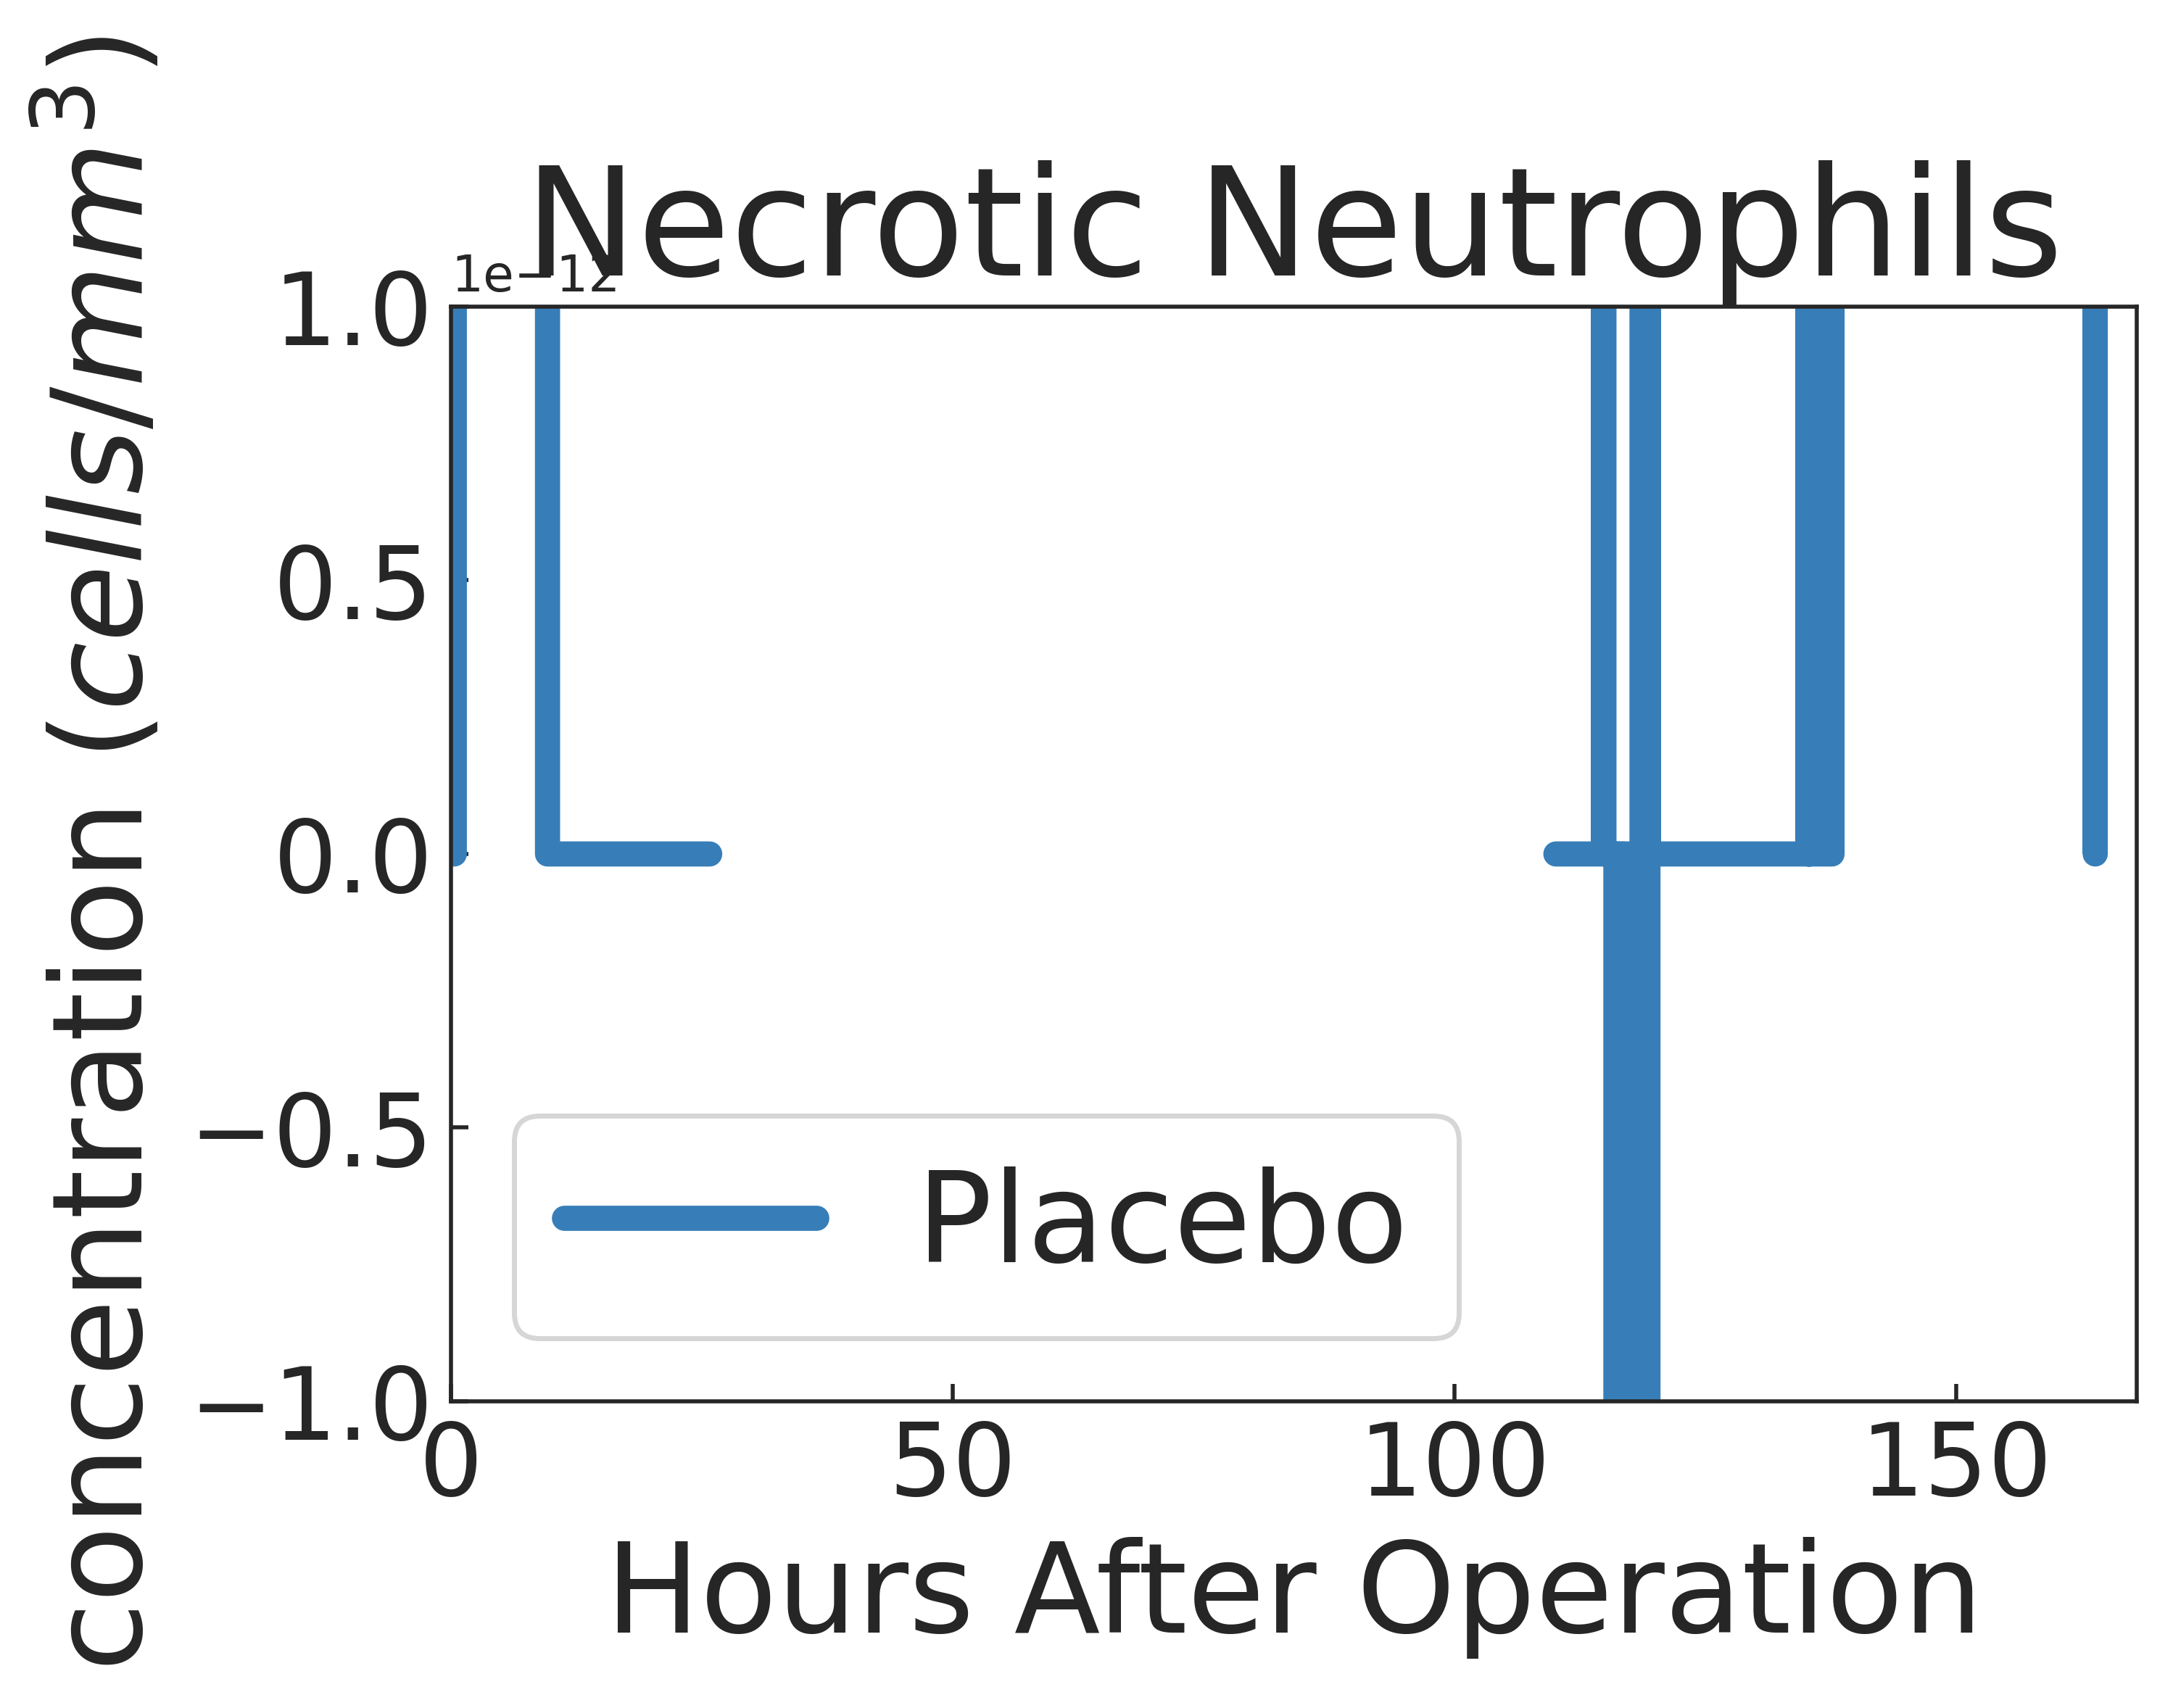 Necrotic Neutrophils
1e−12
concentration (cells/mm³)
1.0
0.5
0.0
−0.5
−1.0
Placebo
0 50 100 150
Hours After Operation